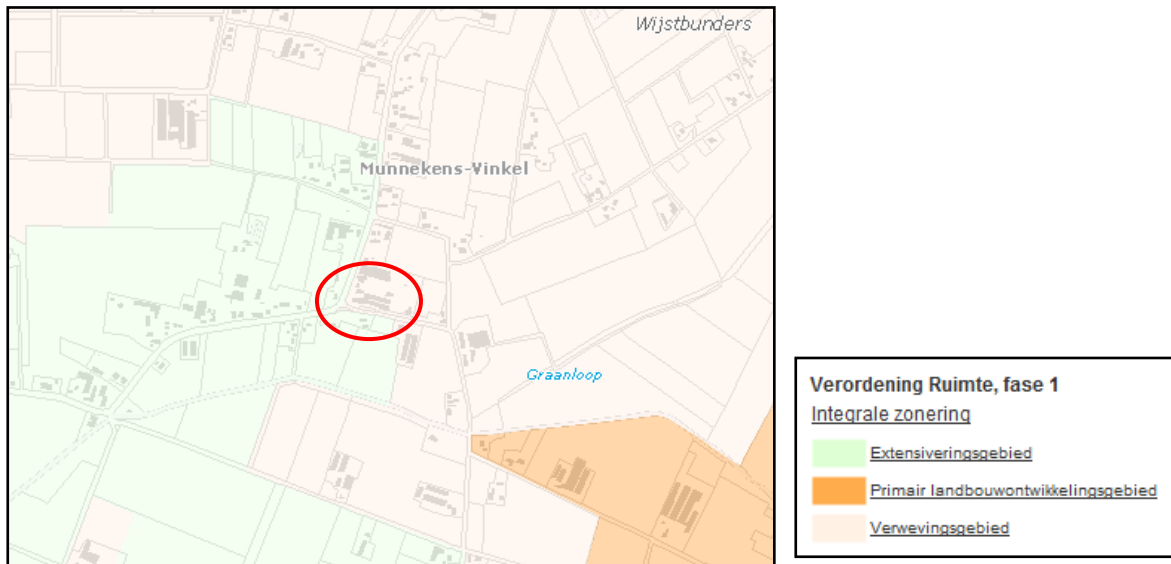 Wijstbunders
Munnekens-Vinkel
Graanloop
Verordening Ruimte, fase 1
Integrale zonering
Extensiveringsgebied
Primair landbouwontwikkelingsgebied
Verwevingsgebied